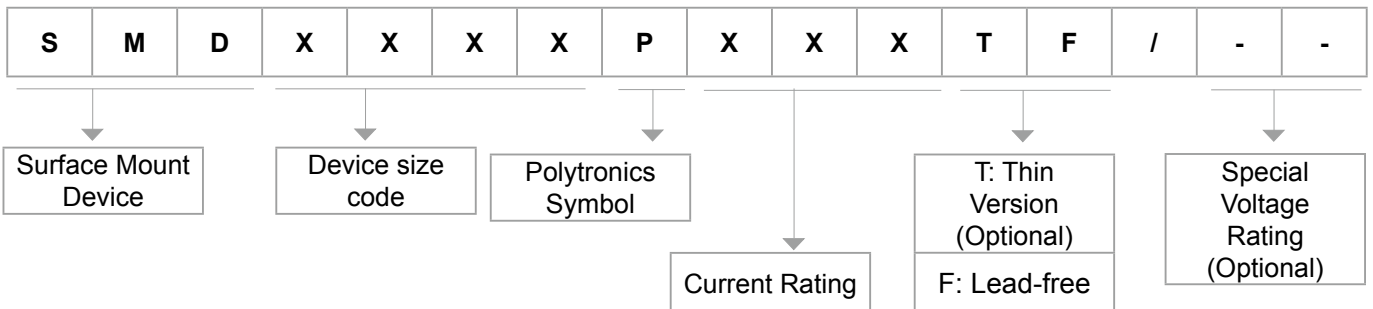 S M D X X X X P X X X T F / - -
Surface Mount
Device
Device size
code
Polytronics
Symbol
Current Rating
T: Thin
Version
(Optional)
F: Lead-free
Special
Voltage
Rating
(Optional)